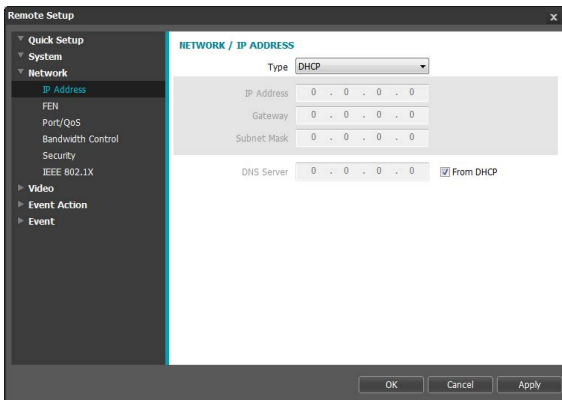 Remote Setup
x
Quick Setup
System
Network
IP Address
FEN
Port/QoS
Bandwidth Control
Security
IEEE 802.1X
Video
Event Action
Event
NETWORK / IP ADDRESS
Type DHCP
IP Address 0 . 0 . 0 . 0
Gateway 0 . 0 . 0 . 0
Subnet Mask 0 . 0 . 0 . 0
DNS Server 0 . 0 . 0 . 0 From DHCP
OK Cancel Apply